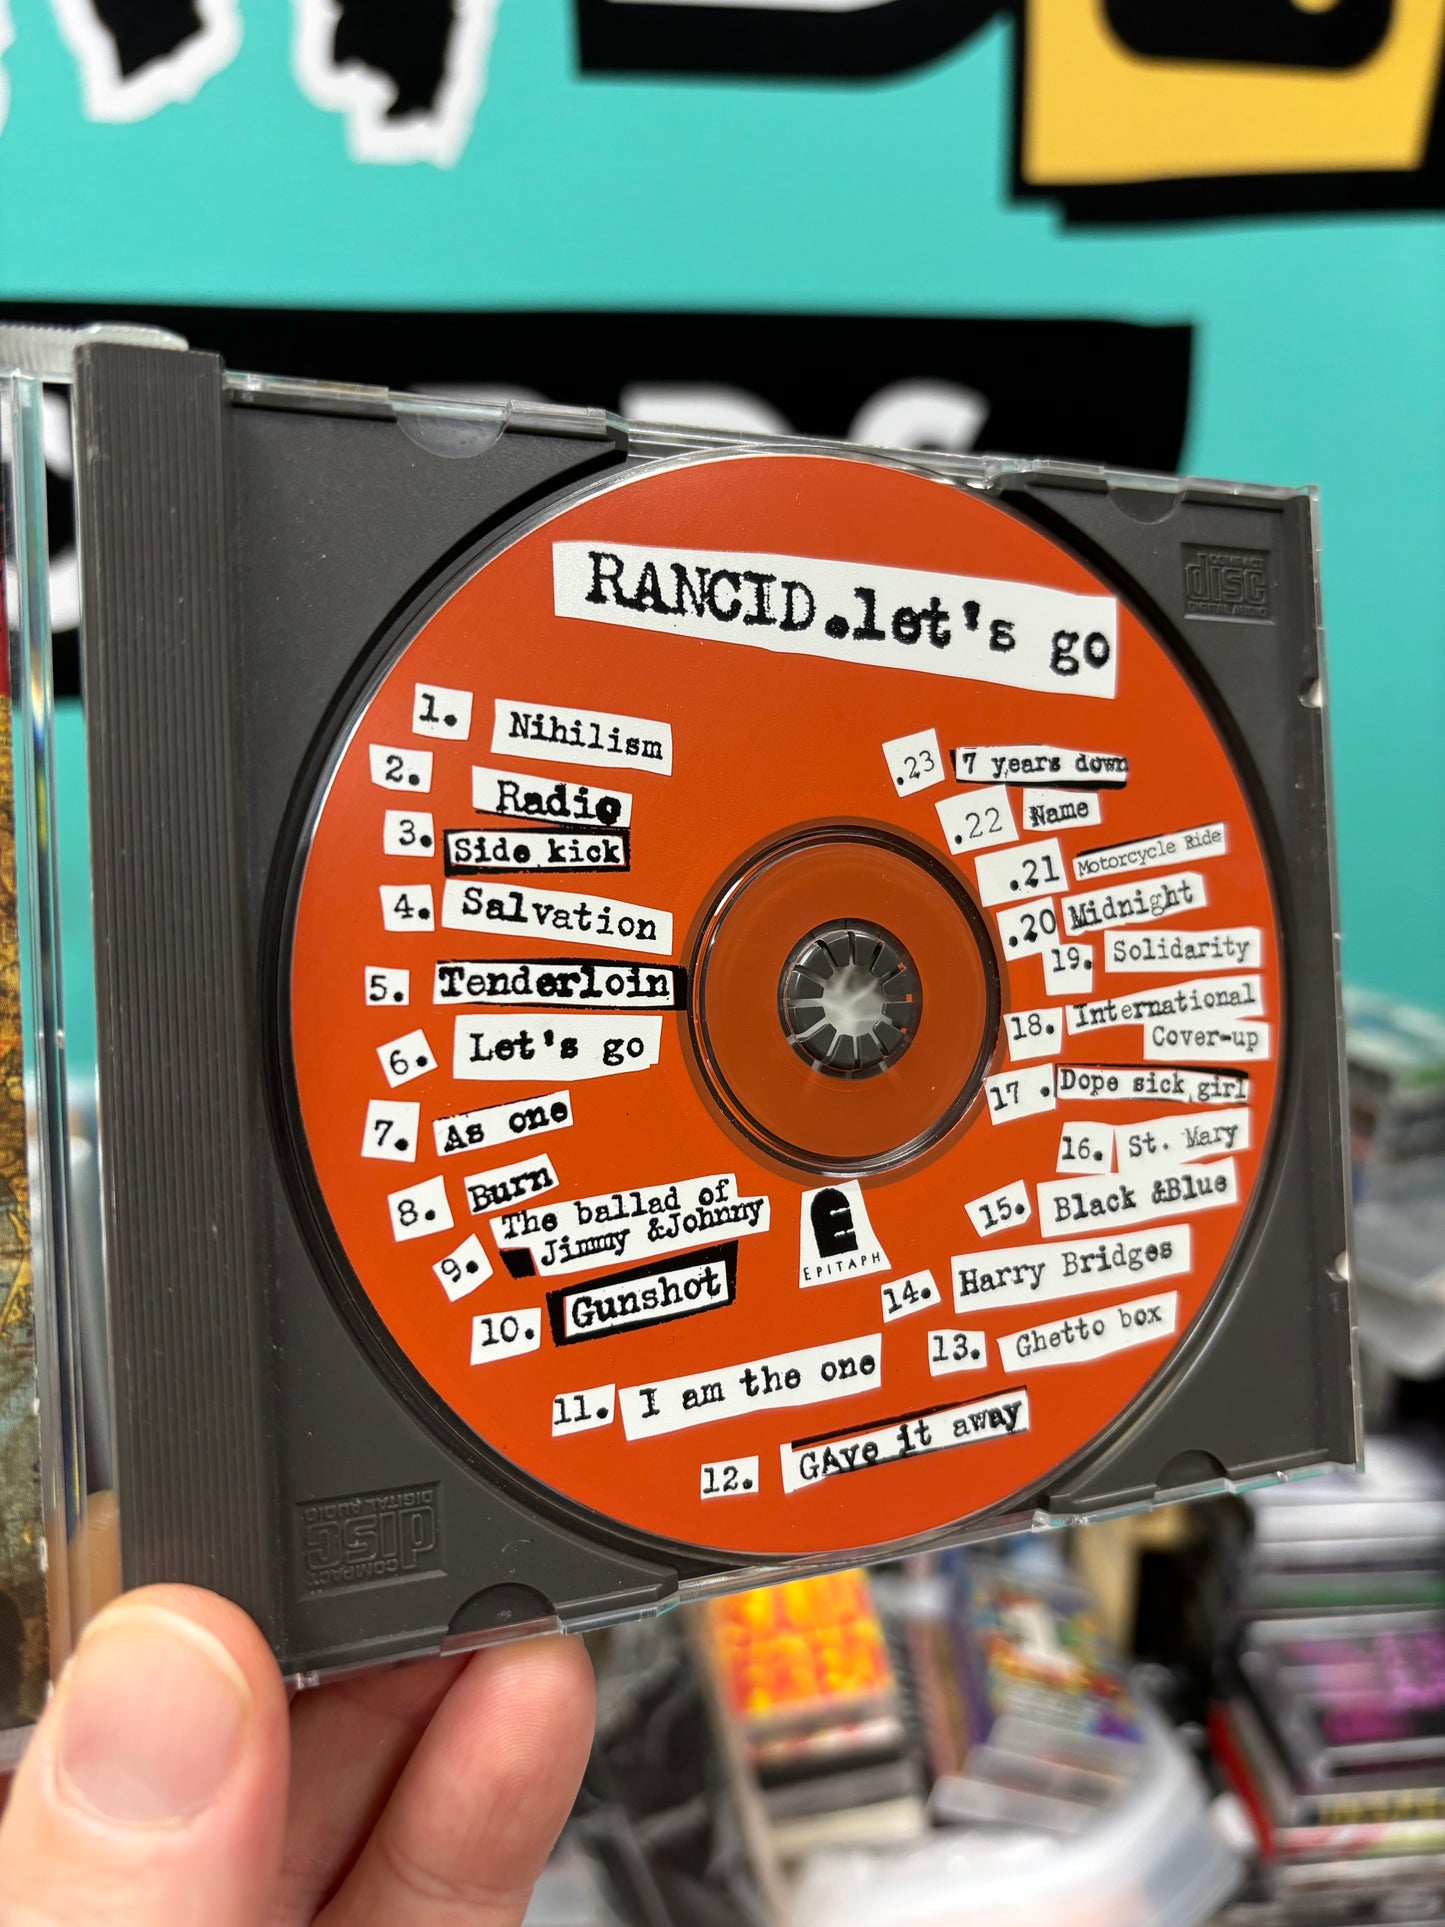 RANCID.let's go
1. Nihilism
2. Radio
3. Side kick
4. Salvation
5. Tenderloin
6. Let's go
7. As one
8. Burn
9. The ballad of
Jimmy &Johnny
10. Gunshot
11. I am the one
12. GAve it away
13. Ghetto box
14. Harry Bridges
15. Black &Blue
16. St. Mary
17 . Dope sick girl
18. International
Cover-up
19. Solidarity
.20 Midnight
.21 Motorcycle Ride
.22 Name
.23 7 years down
EPITAPH
COMPACT
disc
DIGITAL AUDIO
COMPACT
disc
DIGITAL AUDIO